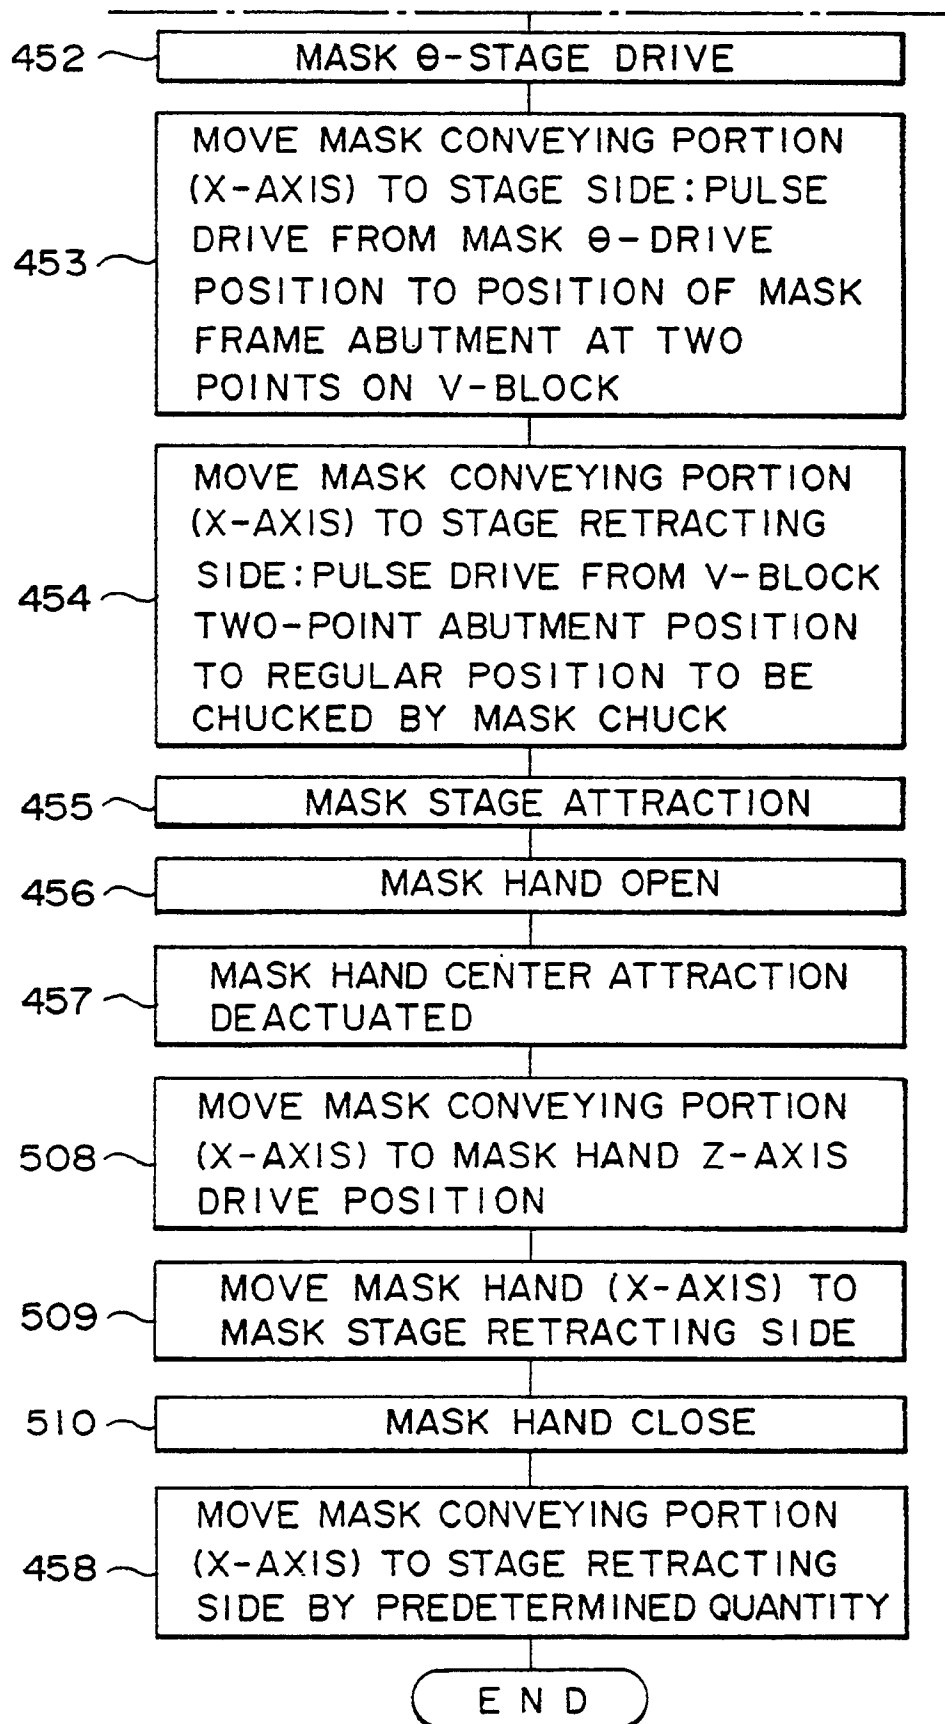 452
MASK θ-STAGE DRIVE
453
MOVE MASK CONVEYING PORTION
(X-AXIS) TO STAGE SIDE:PULSE
DRIVE FROM MASK θ-DRIVE
POSITION TO POSITION OF MASK
FRAME ABUTMENT AT TWO
POINTS ON V-BLOCK
454
MOVE MASK CONVEYING PORTION
(X-AXIS) TO STAGE RETRACTING
SIDE:PULSE DRIVE FROM V-BLOCK
TWO-POINT ABUTMENT POSITION
TO REGULAR POSITION TO BE
CHUCKED BY MASK CHUCK
455
MASK STAGE ATTRACTION
456
MASK HAND OPEN
457
MASK HAND CENTER ATTRACTION
DEACTUATED
508
MOVE MASK CONVEYING PORTION
(X-AXIS) TO MASK HAND Z-AXIS
DRIVE POSITION
509
MOVE MASK HAND (X-AXIS) TO
MASK STAGE RETRACTING SIDE
510
MASK HAND CLOSE
458
MOVE MASK CONVEYING PORTION
(X-AXIS) TO STAGE RETRACTING
SIDE BY PREDETERMINED QUANTITY
END